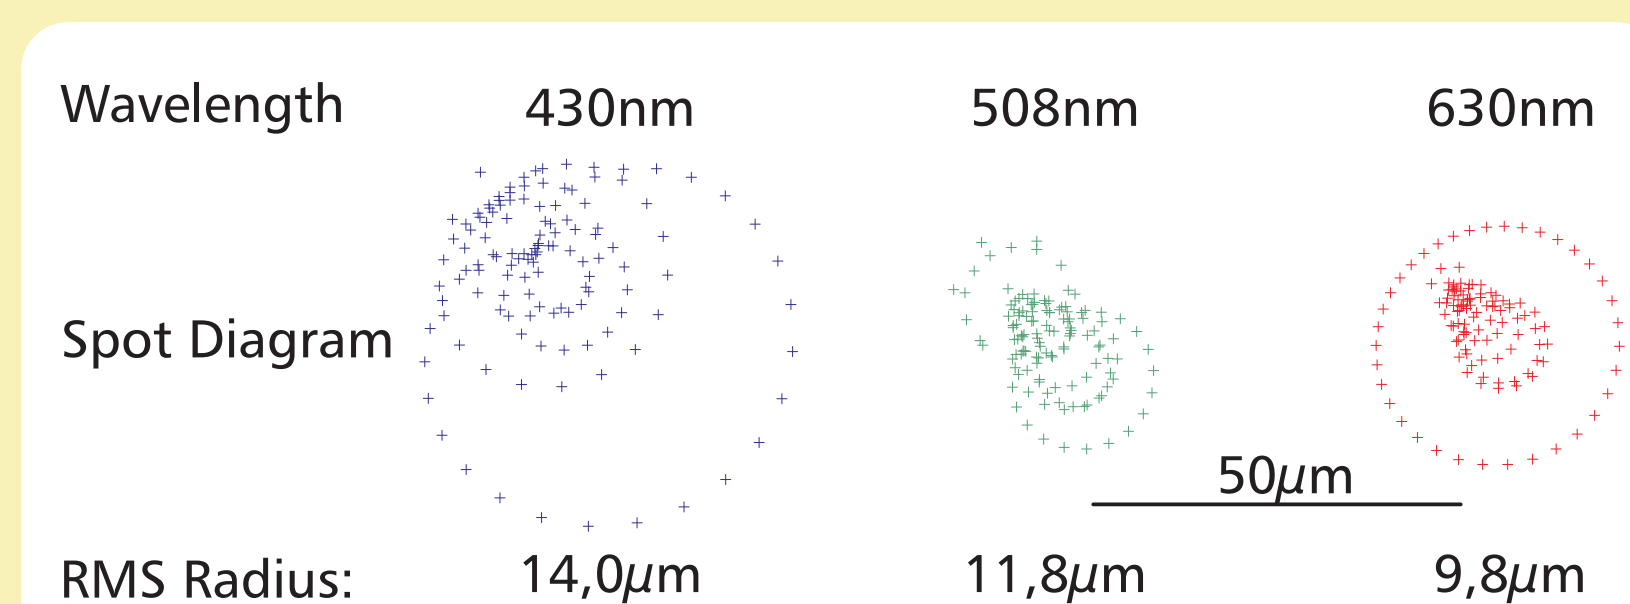 Wavelength 430nm 508nm 630nm
Spot Diagram
50μm
RMS Radius: 14,0μm 11,8μm 9,8μm